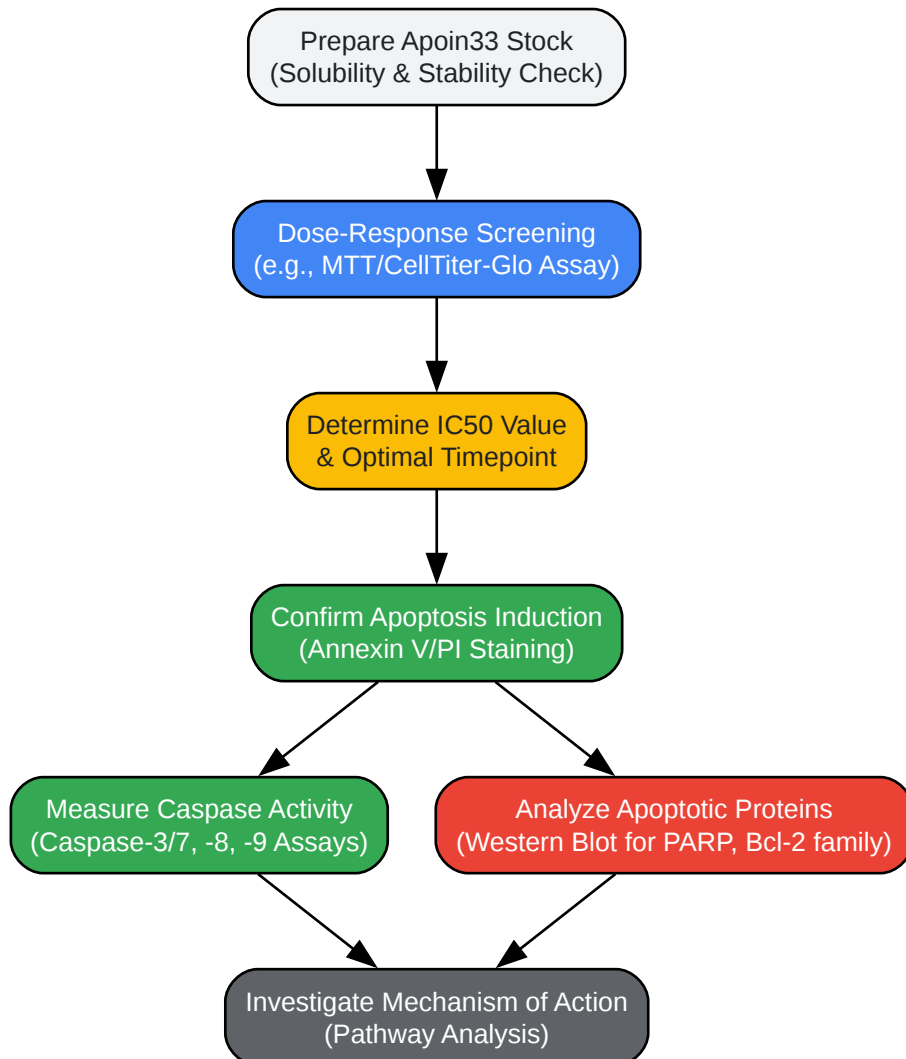 Prepare Apoin33 Stock
(Solubility & Stability Check)
Dose-Response Screening
(e.g., MTT/CellTiter-Glo Assay)
Determine IC50 Value
& Optimal Timepoint
Confirm Apoptosis Induction
(Annexin V/PI Staining)
Measure Caspase Activity
(Caspase-3/7, -8, -9 Assays)
Analyze Apoptotic Proteins
(Western Blot for PARP, Bcl-2 family)
Investigate Mechanism of Action
(Pathway Analysis)